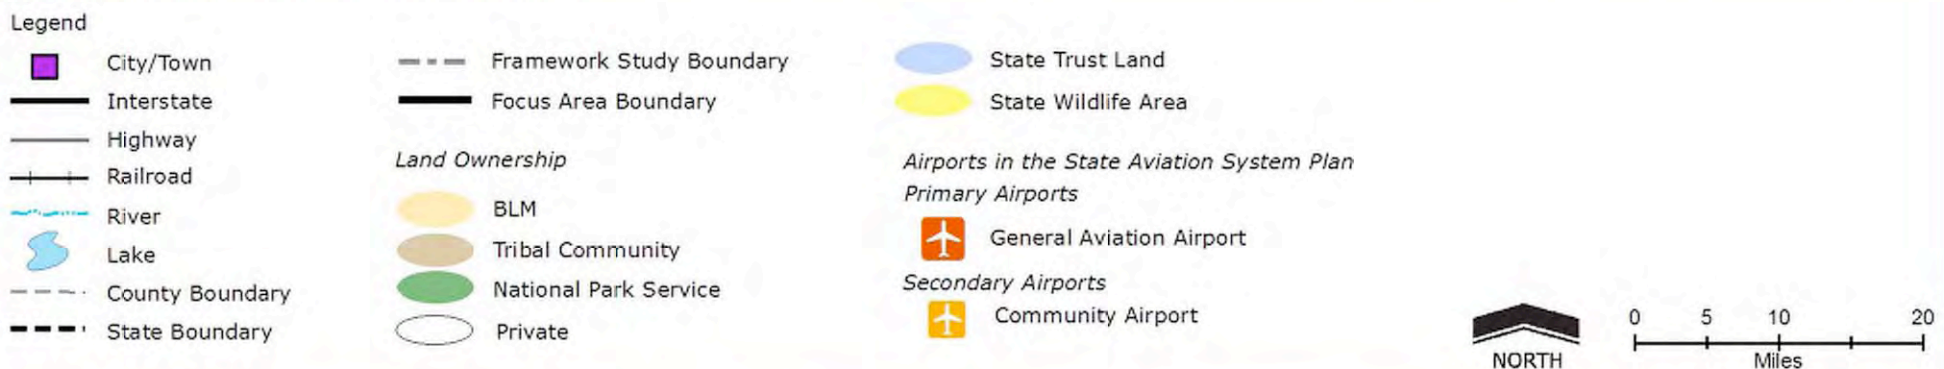 Legend
City/Town
Interstate
Highway
Railroad
River
Lake
County Boundary
State Boundary
Framework Study Boundary
Focus Area Boundary
Land Ownership
BLM
Tribal Community
National Park Service
Private
State Trust Land
State Wildlife Area
Airports in the State Aviation System Plan
Primary Airports
General Aviation Airport
Secondary Airports
Community Airport
NORTH
0 5 10 20
Miles